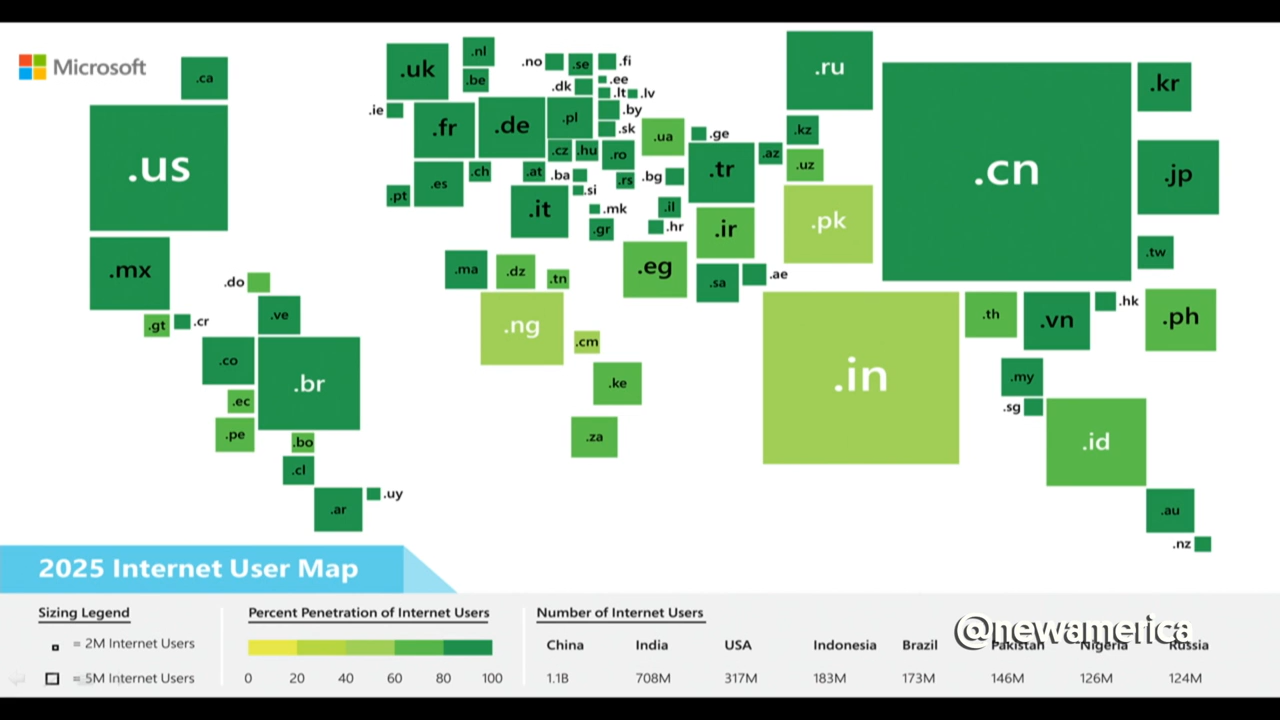 Microsoft
.ca
.us
.mx
.do
.gt
.cr
.ve
.co
.br
.ec
.pe
.bo
.cl
.ar
.uy
.uk
.nl
.be
.ie
.fr
.de
.no
.se
.fi
.dk
.ee
.lt
.lv
.pl
.by
.sk
.ua
.ge
.cz
.hu
.ro
.es
.ch
.at
.ba
.rs
.bg
.tr
.az
.pt
.it
.si
.mk
.gr
.il
.hr
.ir
.ma
.dz
.tn
.eg
.sa
.ae
.ng
.cm
.ke
.za
.ru
.kz
.uz
.pk
.cn
.kr
.jp
.tw
.in
.th
.vn
.hk
.ph
.my
.sg
.id
.au
.nz
2025 Internet User Map
Sizing Legend
= 2M Internet Users
= 5M Internet Users
Percent Penetration of Internet Users
0 20 40 60 80 100
Number of Internet Users
China India USA Indonesia Brazil Pakistan Nigeria Russia
1.1B 708M 317M 183M 173M 146M 126M 124M
@newamerica